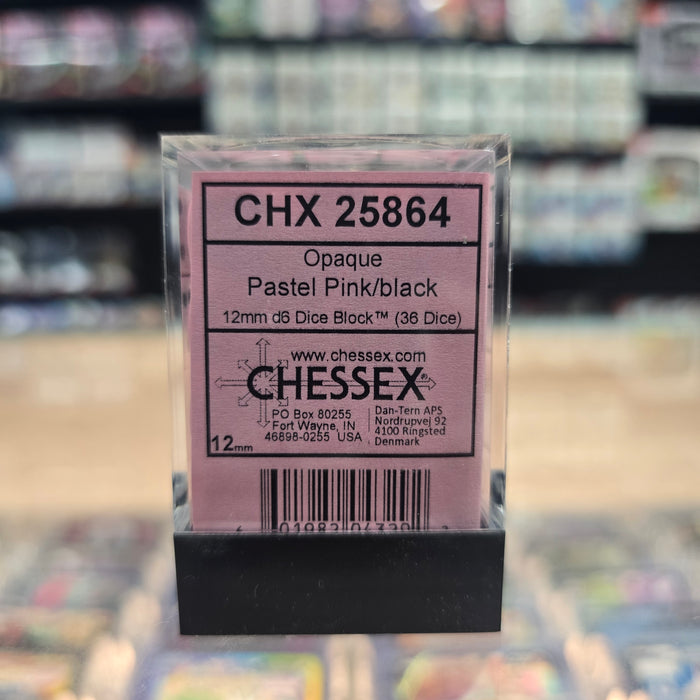 CHX 25864
Opaque
Pastel Pink/black
12mm d6 Dice Block™ (36 Dice)
www.chessex.com
CHESSEX®
PO Box 80255
Fort Wayne, IN
46898-0255 USA
Dan-Tern APS
Nordrupvej 92
4100 Ringsted
Denmark
12mm